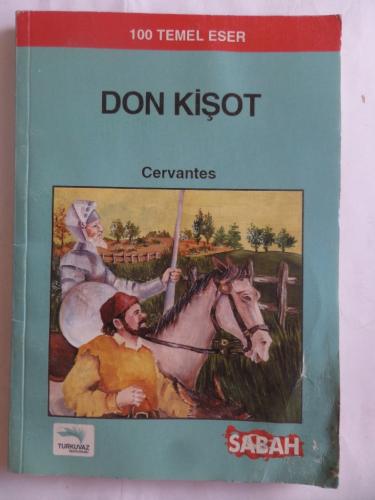 100 TEMEL ESER
DON KİŞOT
Cervantes
TURKUVAZ
SABAH